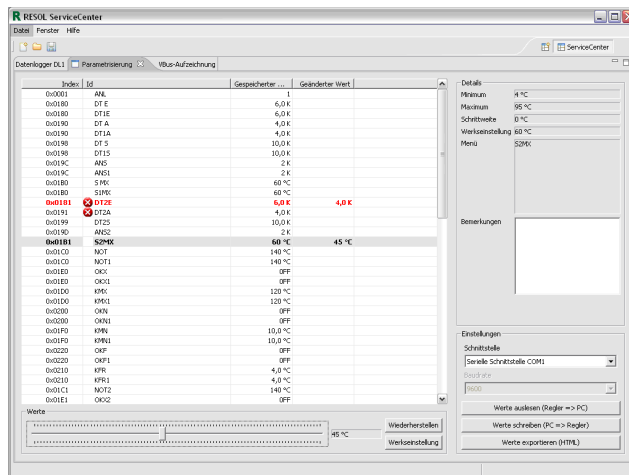 RESOL ServiceCenter
Datei Fenster Hilfe
ServiceCenter
Datenlogger DL1 Parametrisierung VBus-Aufzeichnung
Index Id Gespeicherter ... Geänderter Wert
0x0001 ANL 1
0x0180 DT E 6,0 K
0x0180 DT1E 6,0 K
0x0190 DT A 4,0 K
0x0190 DT1A 4,0 K
0x0198 DT S 10,0 K
0x0198 DT1S 10,0 K
0x019C ANS 2 K
0x019C ANS1 2 K
0x01B0 S MX 60 °C
0x01B0 S1MX 60 °C
0x0181 DT2E 6,0 K 4,0 K
0x0191 DT2A 4,0 K
0x0199 DT2S 10,0 K
0x019D ANS2 2 K
0x01B1 S2MX 60 °C 45 °C
0x01C0 NOT 140 °C
0x01C0 NOT1 140 °C
0x01E0 OKX OFF
0x01E0 OKX1 OFF
0x01D0 KMX 120 °C
0x01D0 KMX1 120 °C
0x0200 OKN OFF
0x0200 OKN1 OFF
0x01F0 KMN 10,0 °C
0x01F0 KMN1 10,0 °C
0x0220 OKF OFF
0x0220 OKF1 OFF
0x0210 KFR 4,0 °C
0x0210 KFR1 4,0 °C
0x01C1 NOT2 140 °C
0x01E1 OKX2 OFF
Werte
45 °C
Wiederherstellen
Werkseinstellung
Details
Minimum 4 °C
Maximum 95 °C
Schrittweite 0 °C
Werkseinstellung 60 °C
Menü S2MX
Bemerkungen
Einstellungen
Schnittstelle
Serielle Schnittstelle COM1
Baudrate
9600
Werte auslesen (Regler => PC)
Werte schreiben (PC => Regler)
Werte exportieren (HTML)